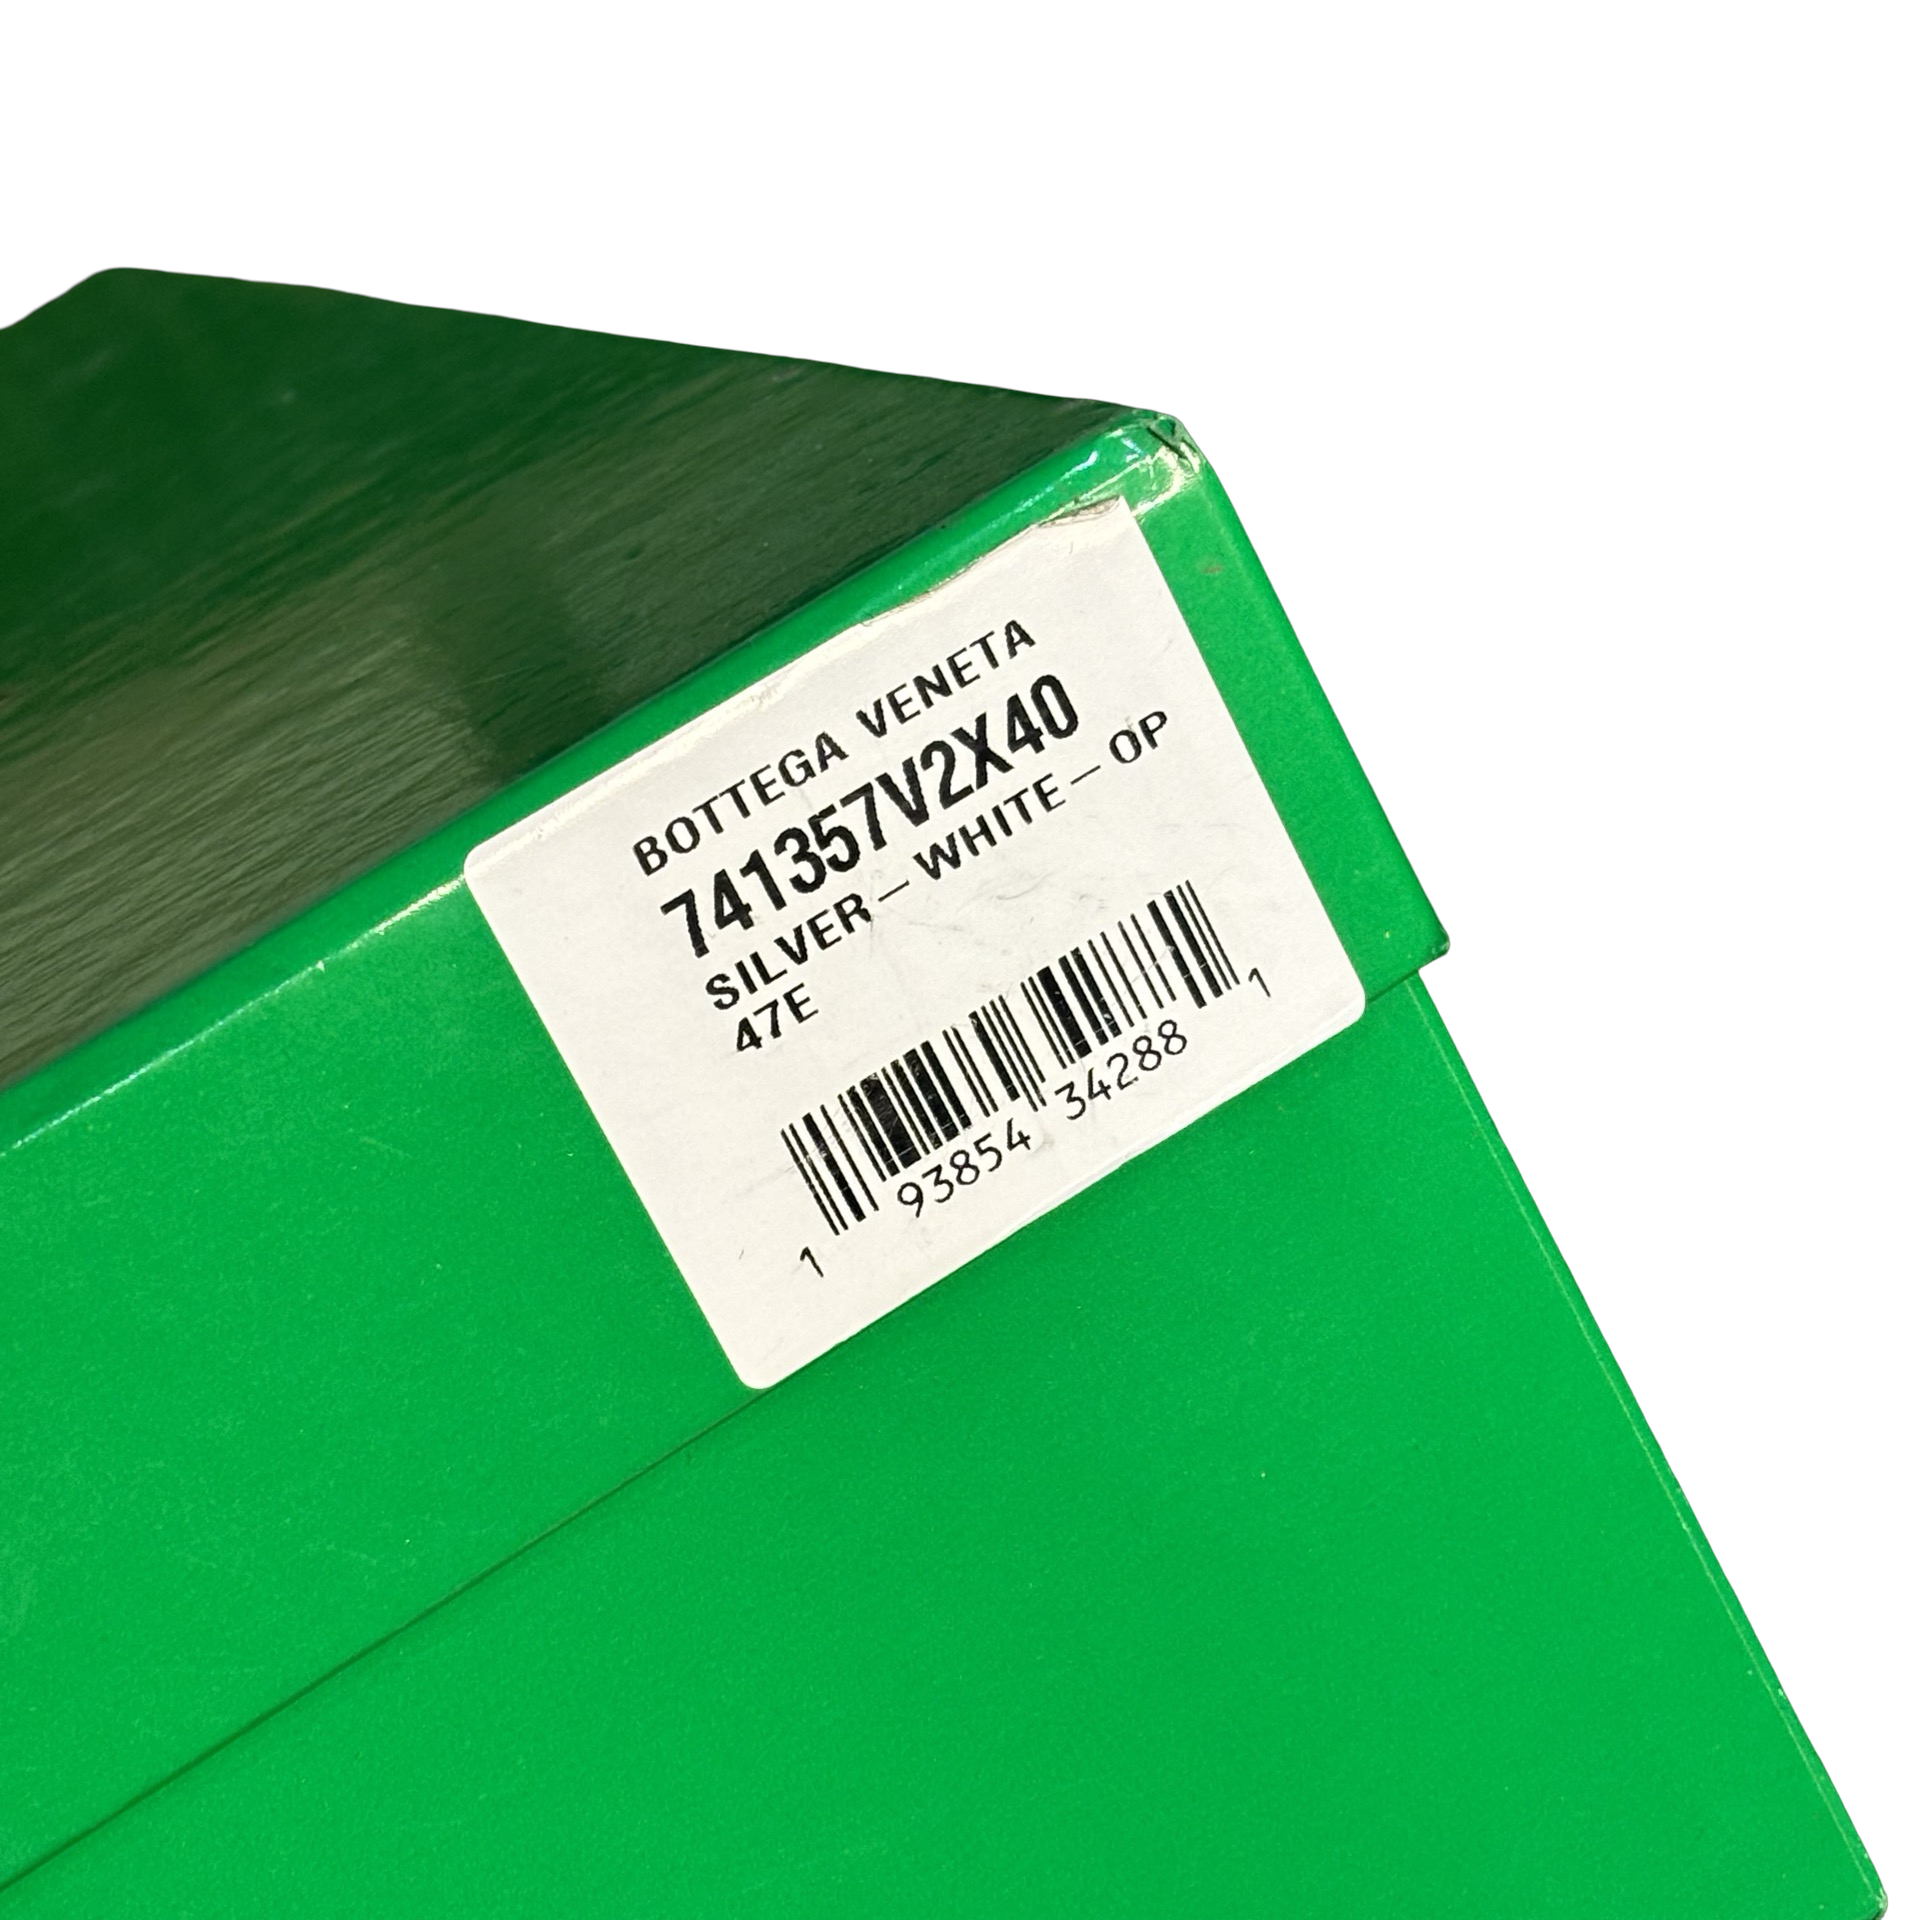 BOTTEGA VENETA
741357V2X40
SILVER-WHITE-OP
47E
1 93854 34288 1